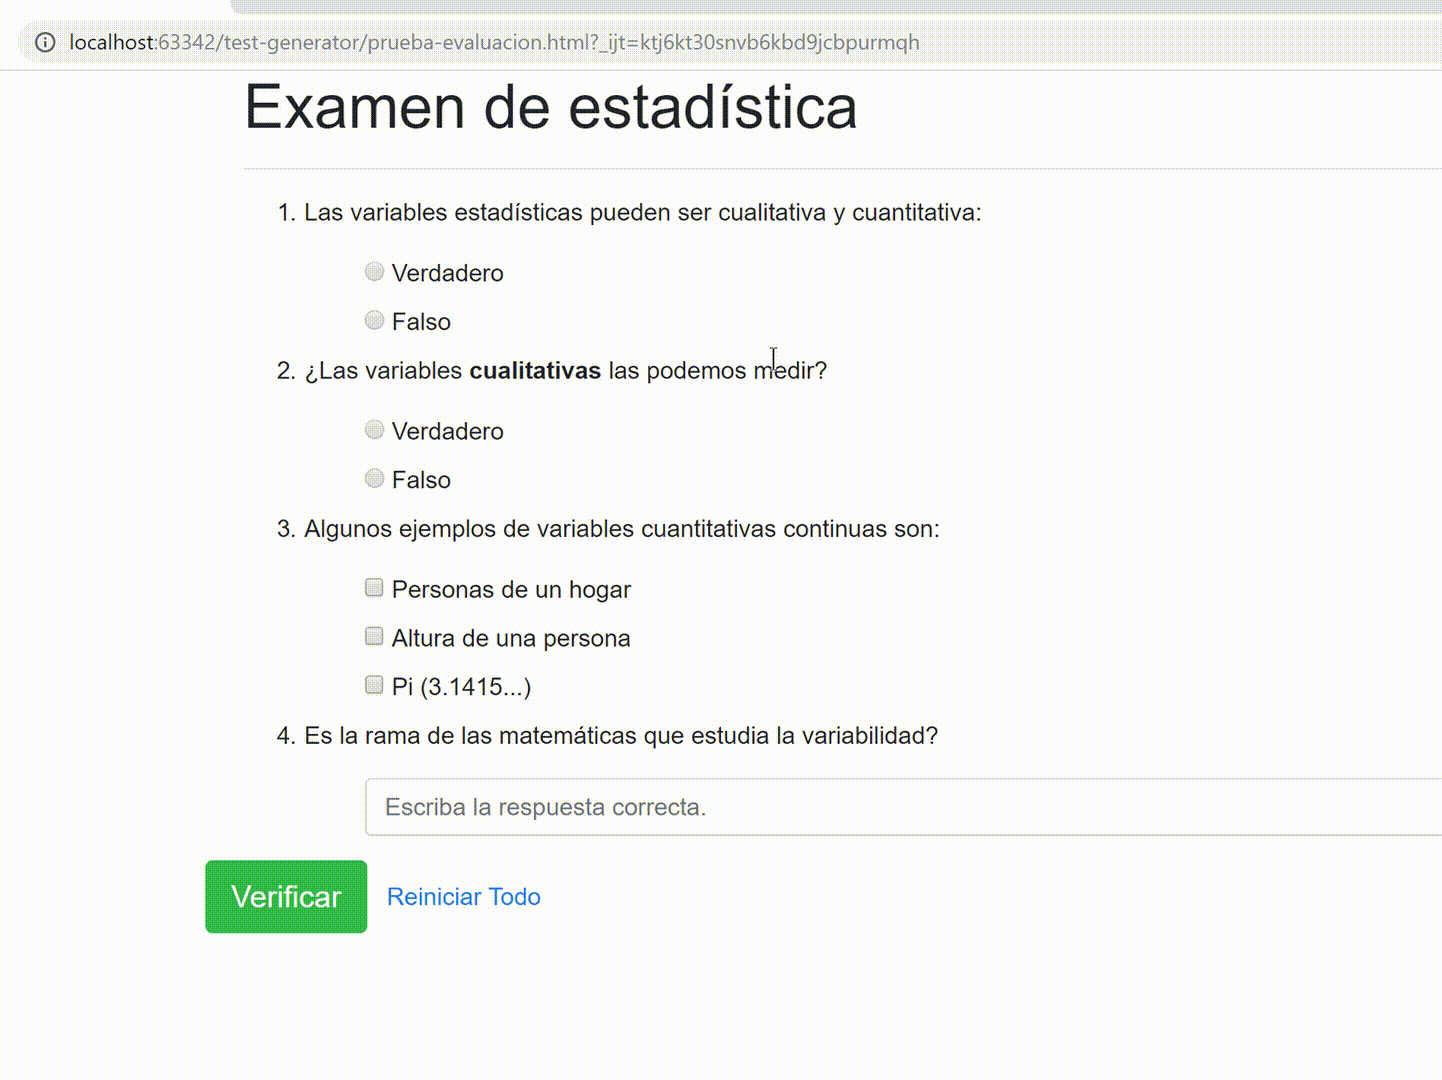 localhost:63342/test-generator/prueba-evaluacion.html?_ijt=ktj6kt30snvb6kbd9jcbpurmqh
Examen de estadística
1. Las variables estadísticas pueden ser cualitativa y cuantitativa:
Verdadero
Falso
2. ¿Las variables cualitativas las podemos medir?
Verdadero
Falso
3. Algunos ejemplos de variables cuantitativas continuas son:
Personas de un hogar
Altura de una persona
Pi (3.1415...)
4. Es la rama de las matemáticas que estudia la variabilidad?
Escriba la respuesta correcta.
Verificar Reiniciar Todo